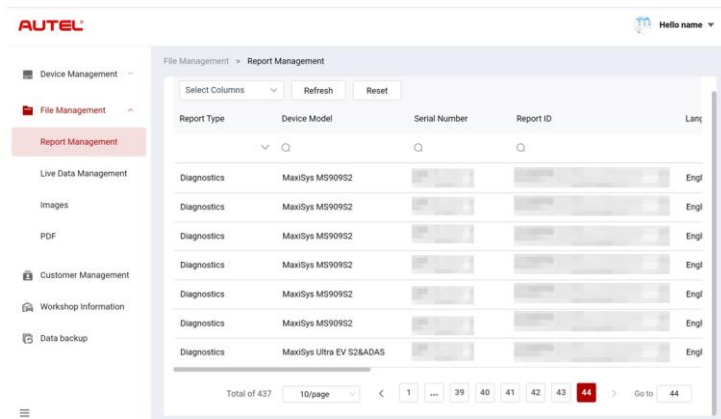 AUTEL
Hello name
Device Management
File Management
Report Management
Live Data Management
Images
PDF
Customer Management
Workshop Information
Data backup
File Management > Report Management
Select Columns Refresh Reset
Report Type Device Model Serial Number Report ID Lang
Diagnostics MaxiSys MS909S2 Engl
Diagnostics MaxiSys MS909S2 Engl
Diagnostics MaxiSys MS909S2 Engl
Diagnostics MaxiSys MS909S2 Engl
Diagnostics MaxiSys MS909S2 Engl
Diagnostics MaxiSys MS909S2 Engl
Diagnostics MaxiSys Ultra EV S2&ADAS Engl
Total of 437 10/page < 1 ... 39 40 41 42 43 44 > Go to 44